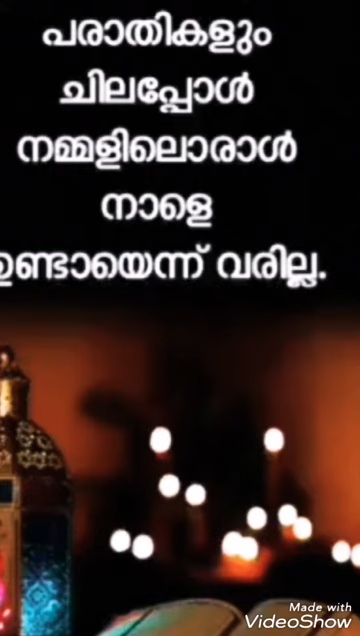 പരാതികളും
ചിലപ്പോൾ
നമ്മളിലൊരാൾ
നാളെ
ഉണ്ടായെന്ന് വരില്ല.
Made with
VideoShow